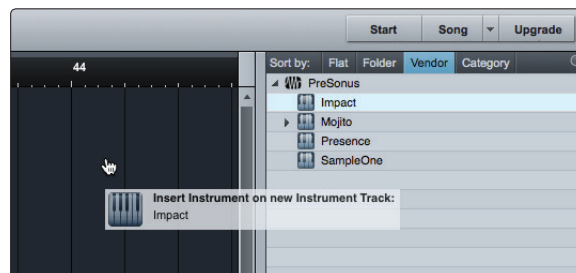 Start Song Upgrade
44
Sort by: Flat Folder Vendor Category
PreSonus
Impact
Mojito
Presence
SampleOne
Insert Instrument on new Instrument Track:
Impact